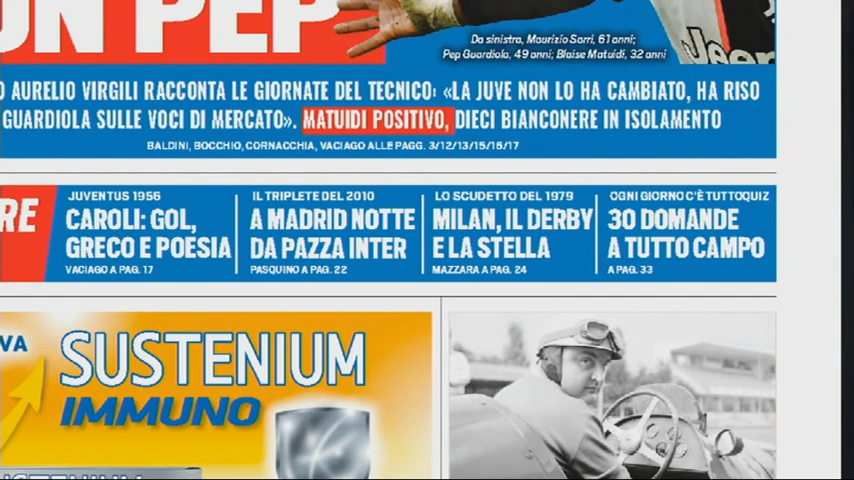 UN PEP
Da sinistra, Maurizio Sarri, 61 anni;
Pep Guardiola, 49 anni; Blaise Matuidi, 32 anni
Jeep
O AURELIO VIRGILI RACCONTA LE GIORNATE DEL TECNICO: «LA JUVE NON LO HA CAMBIATO, HA RISO
GUARDIOLA SULLE VOCI DI MERCATO». MATUIDI POSITIVO, DIECI BIANCONERE IN ISOLAMENTO
BALDINI, BOCCHIO, CORNACCHIA, VACIAGO ALLE PAGG. 3/12/13/15/16/17
RE
JUVENTUS 1956
CAROLI: GOL,
GRECO E POESIA
VACIAGO A PAG. 17
IL TRIPLETE DEL 2010
A MADRID NOTTE
DA PAZZA INTER
PASQUINO A PAG. 22
LO SCUDETTO DEL 1979
MILAN, IL DERBY
E LA STELLA
MAZZARA A PAG. 24
OGNI GIORNO C'È TUTTOQUIZ
30 DOMANDE
A TUTTO CAMPO
A PAG. 33
VA
SUSTENIUM
IMMUNO
SUSTENIUM